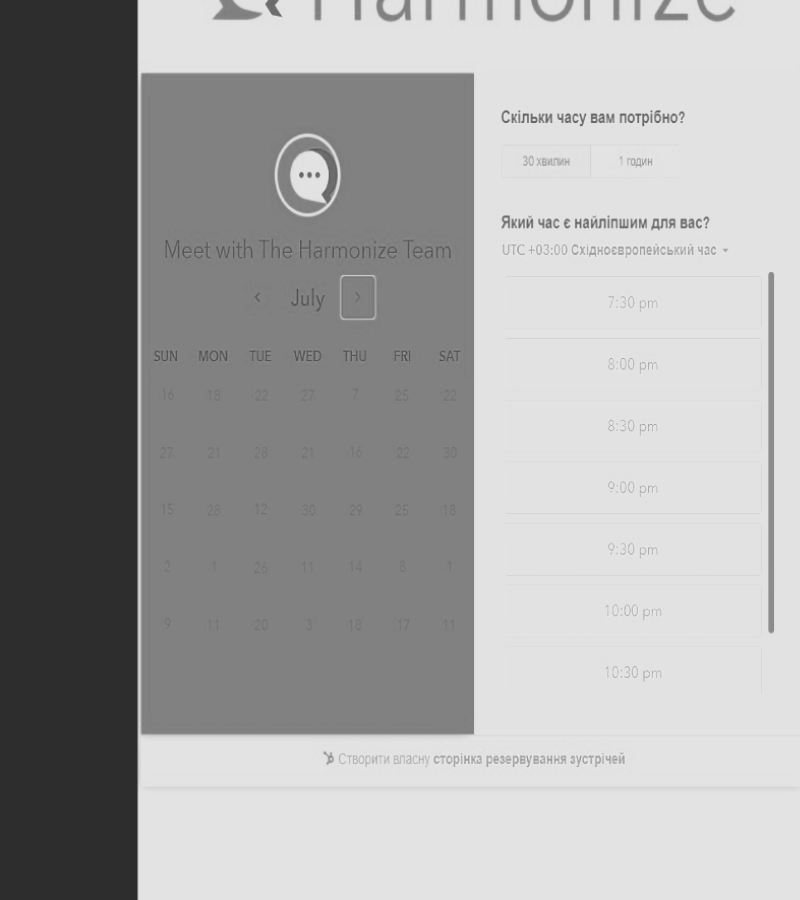 Harmonize
Meet with The Harmonize Team
July
SUN MON TUE WED THU FRI SAT
16 18 22 27 7 25 22
27 21 28 21 16 22 30
15 28 12 30 29 25 18
2 1 26 11 14 8 1
9 11 20 3 18 17 11
Скільки часу вам потрібно?
30 хвилин 1 годин
Який час є найліпшим для вас?
UTC +03:00 Східноєвропейський час
7:30 pm
8:00 pm
8:30 pm
9:00 pm
9:30 pm
10:00 pm
10:30 pm
Створити власну сторінка резервування зустрічей